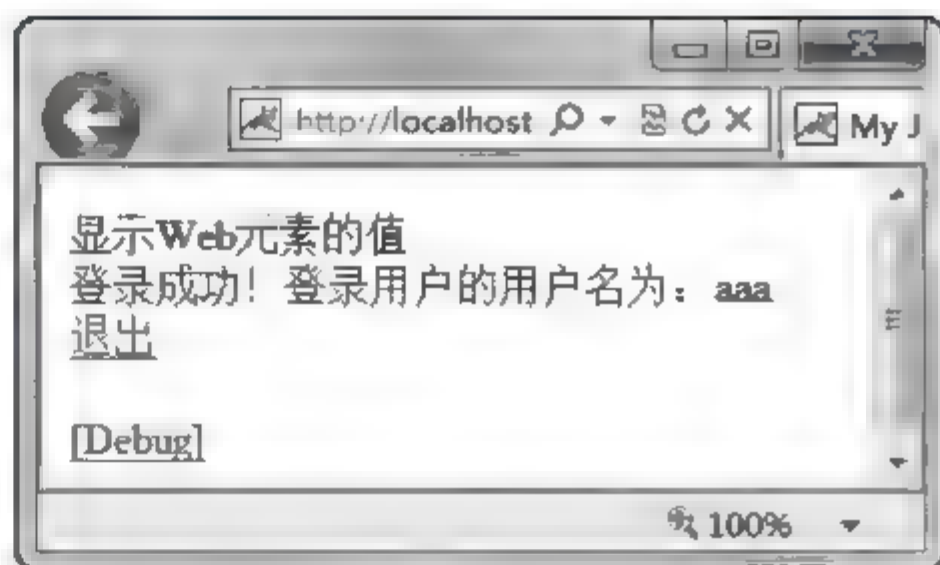 http://localhost
My J
显示Web元素的值
登录成功！登录用户的用户名为：aaa
退出
[Debug]
100%